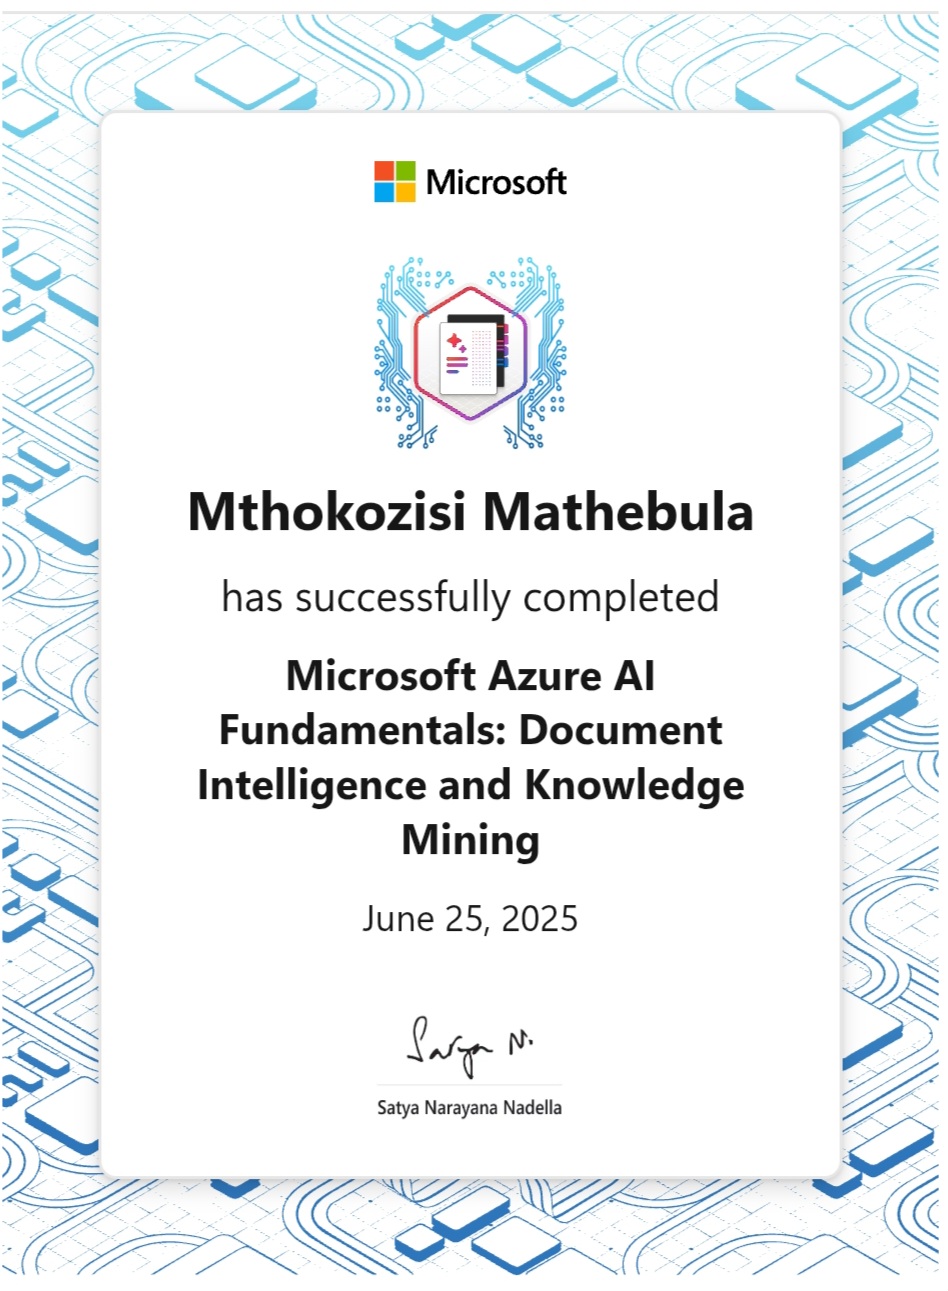 Microsoft
Mthokozisi Mathebula
has successfully completed
Microsoft Azure AI
Fundamentals: Document
Intelligence and Knowledge
Mining
June 25, 2025
Satya N.
Satya Narayana Nadella